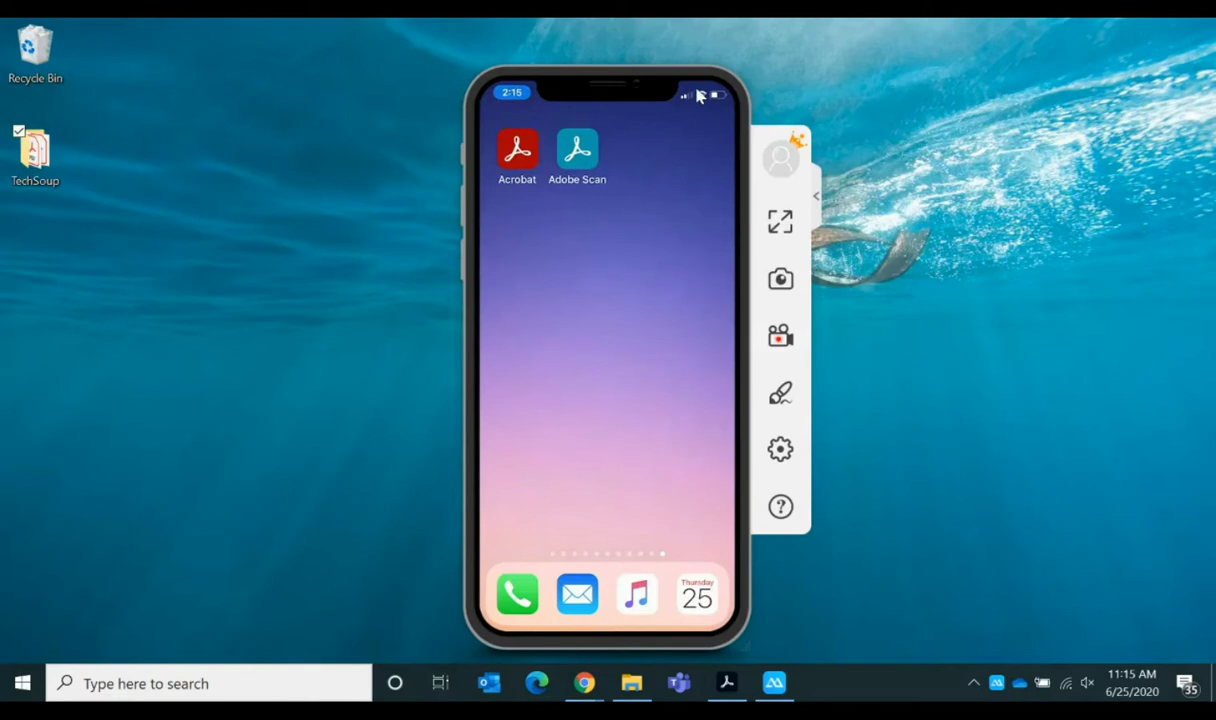 Recycle Bin
TechSoup
2:15
Acrobat
Adobe Scan
Thursday
25
Type here to search
11:15 AM
6/25/2020
35